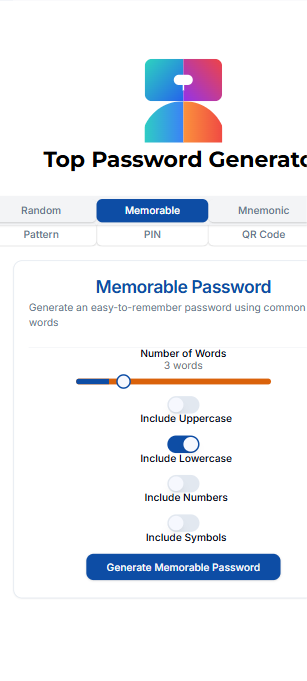 Top Password Generato
Random Memorable Mnemonic
Pattern PIN QR Code
Memorable Password
Generate an easy-to-remember password using common
words
Number of Words
3 words
Include Uppercase
Include Lowercase
Include Numbers
Include Symbols
Generate Memorable Password